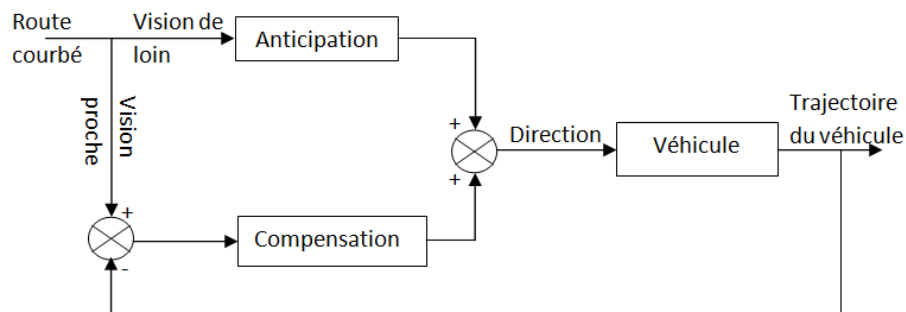 Route
courbé
Vision de
loin
Anticipation
Vision
proche
+
+
Direction
Véhicule
Trajectoire
du véhicule
+
-
Compensation